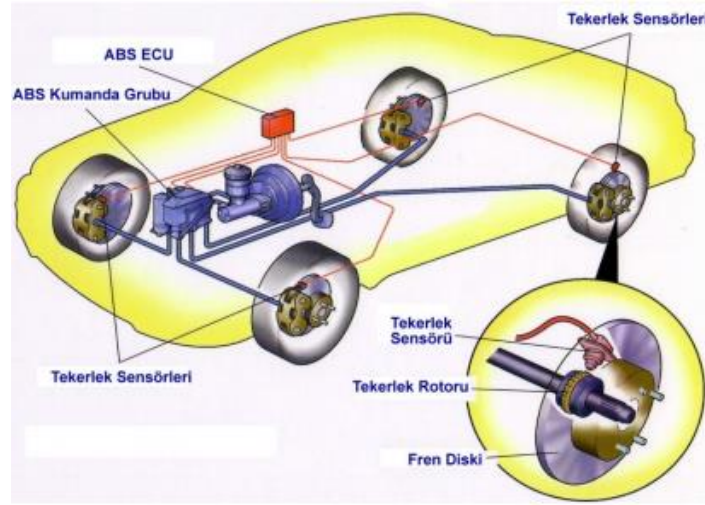 Tekerlek Sensörleri
ABS ECU
ABS Kumanda Grubu
Tekerlek
Sensörü
Tekerlek Sensörleri
Tekerlek Rotoru
Fren Diski